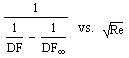 1 / (1/DF − 1/DF∞) vs. √Re